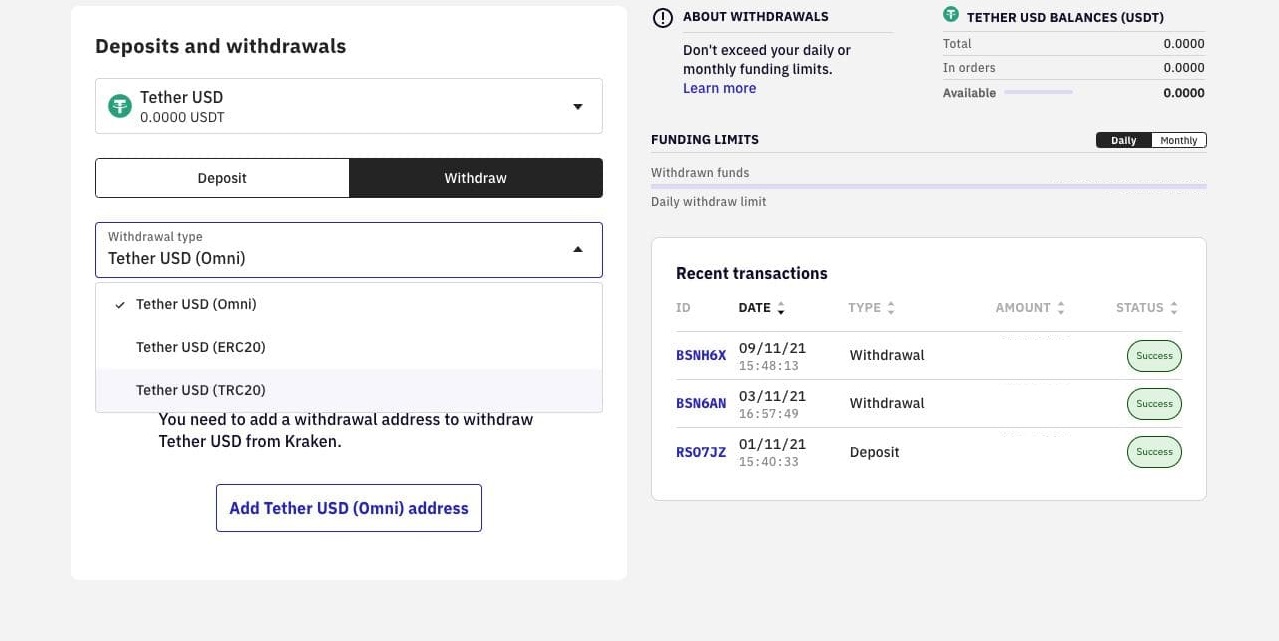 Deposits and withdrawals
Tether USD
0.0000 USDT
Deposit
Withdraw
Withdrawal type
Tether USD (Omni)
Tether USD (Omni)
Tether USD (ERC20)
Tether USD (TRC20)
You need to add a withdrawal address to withdraw
Tether USD from Kraken.
Add Tether USD (Omni) address
ABOUT WITHDRAWALS
Don't exceed your daily or
monthly funding limits.
Learn more
TETHER USD BALANCES (USDT)
Total 0.0000
In orders 0.0000
Available 0.0000
FUNDING LIMITS
Daily Monthly
Withdrawn funds
Daily withdraw limit
Recent transactions
ID DATE TYPE AMOUNT STATUS
BSNH6X 09/11/21 Withdrawal Success
15:48:13
BSN6AN 03/11/21 Withdrawal Success
16:57:49
RSO7JZ 01/11/21 Deposit Success
15:40:33